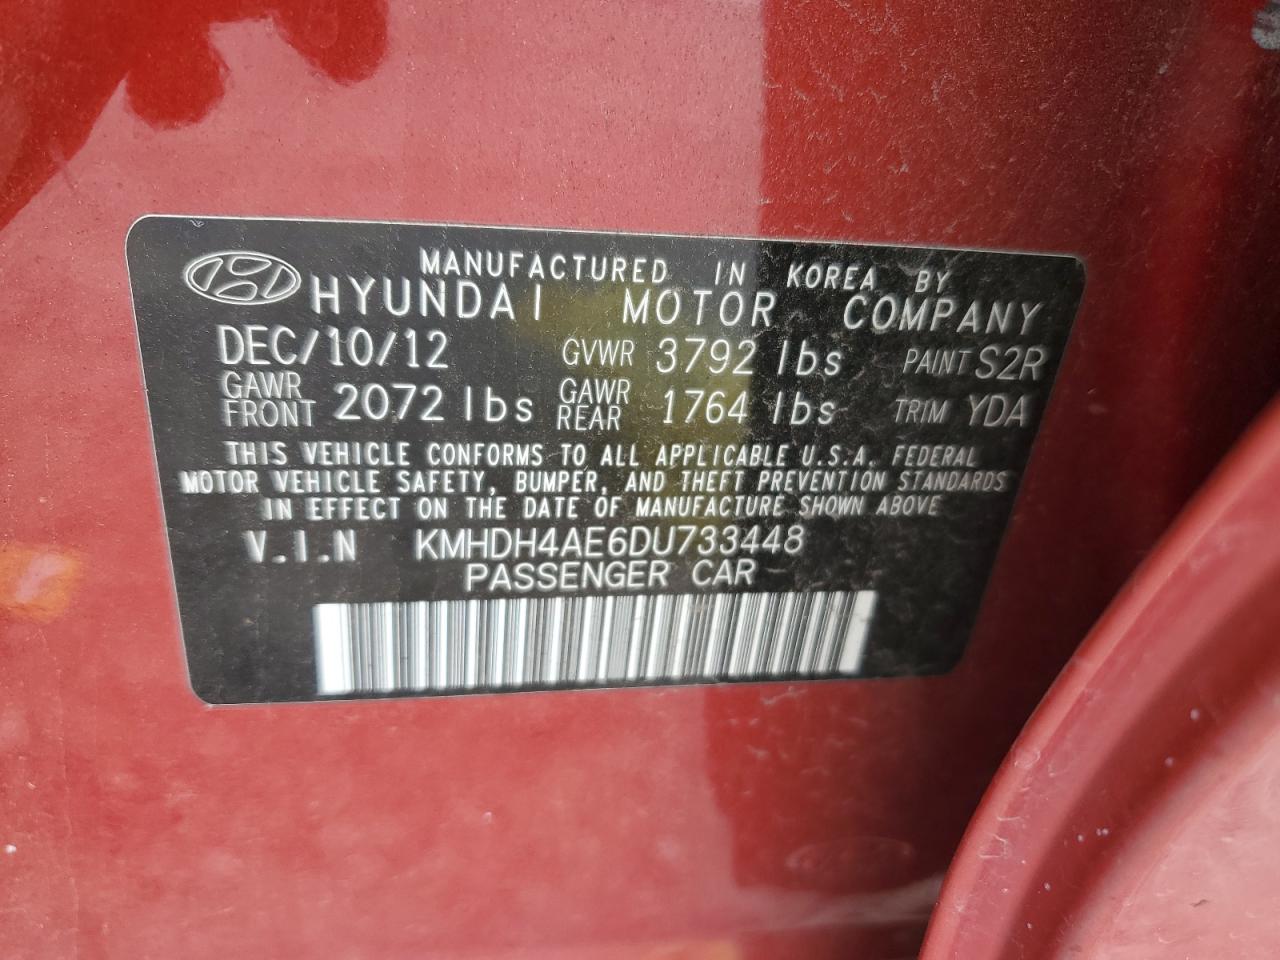 MANUFACTURED IN KOREA BY
HYUNDAI MOTOR COMPANY
DEC/10/12 GVWR 3792 lbs PAINT S2R
GAWR FRONT 2072 lbs GAWR REAR 1764 lbs TRIM YDA
THIS VEHICLE CONFORMS TO ALL APPLICABLE U.S.A. FEDERAL
MOTOR VEHICLE SAFETY, BUMPER, AND THEFT PREVENTION STANDARDS
IN EFFECT ON THE DATE OF MANUFACTURE SHOWN ABOVE
V.I.N KMHDH4AE6DU733448
PASSENGER CAR